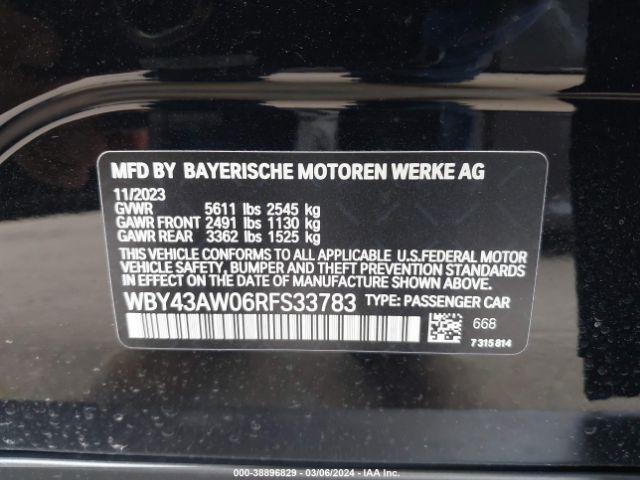 MFD BY BAYERISCHE MOTOREN WERKE AG
11/2023
GVWR 5611 lbs 2545 kg
GAWR FRONT 2491 lbs 1130 kg
GAWR REAR 3362 lbs 1525 kg
THIS VEHICLE CONFORMS TO ALL APPLICABLE U.S.FEDERAL MOTOR
VEHICLE SAFETY, BUMPER AND THEFT PREVENTION STANDARDS
IN EFFECT ON THE DATE OF MANUFACTURE SHOWN ABOVE.
WBY43AW06RFS33783 TYPE: PASSENGER CAR
668
7315814
000-38896829 - 03/06/2024 - IAA Inc.